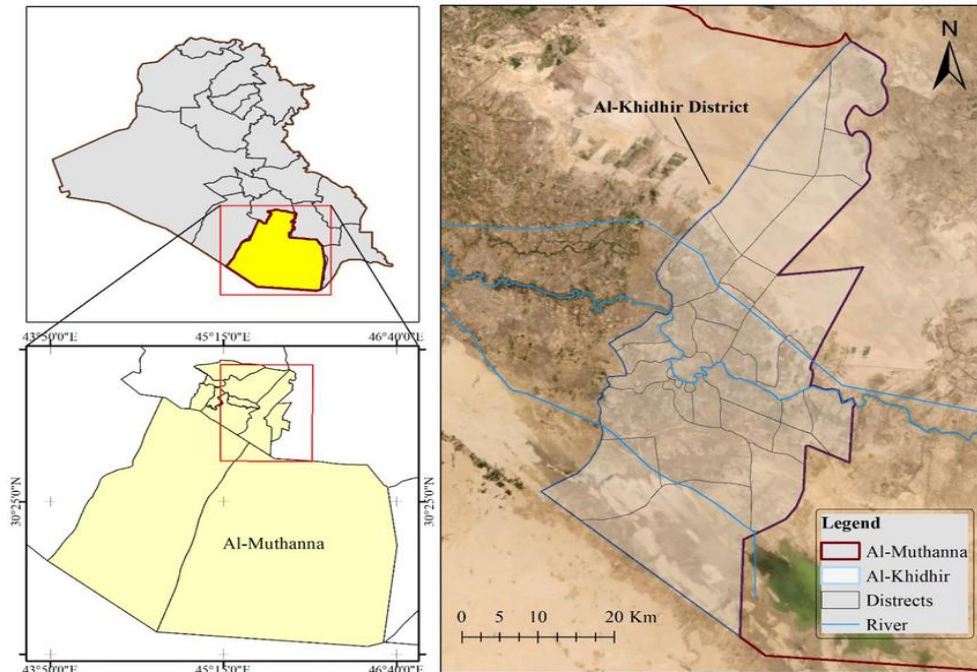 43°50'0"E
45°15'0"E
46°40'0"E
30°25'0"N
Al-Muthanna
30°25'0"N
43°50'0"E
45°15'0"E
46°40'0"E
N
Al-Khidhir District
0 5 10 20 Km
Legend
Al-Muthanna
Al-Khidhir
Distrects
River